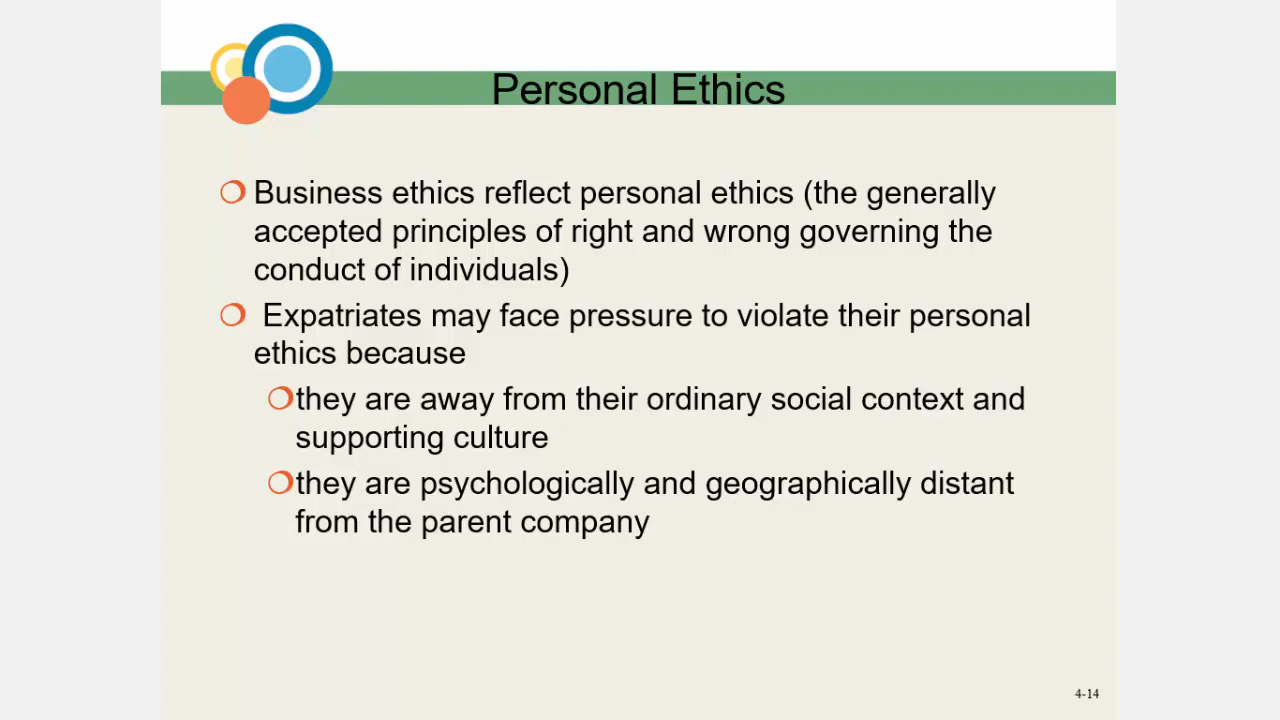 Personal Ethics
Business ethics reflect personal ethics (the generally
accepted principles of right and wrong governing the
conduct of individuals)
Expatriates may face pressure to violate their personal
ethics because
they are away from their ordinary social context and
supporting culture
they are psychologically and geographically distant
from the parent company
4-14